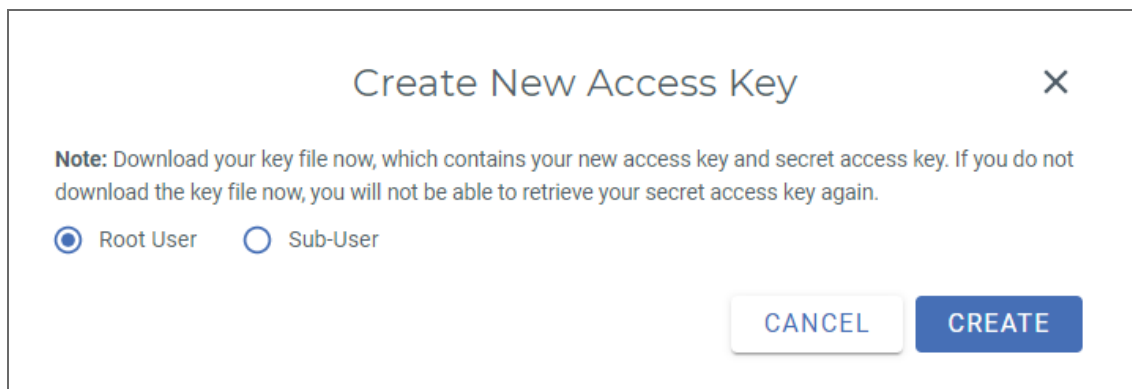 Create New Access Key
Note: Download your key file now, which contains your new access key and secret access key. If you do not
download the key file now, you will not be able to retrieve your secret access key again.
Root User Sub-User
CANCEL CREATE